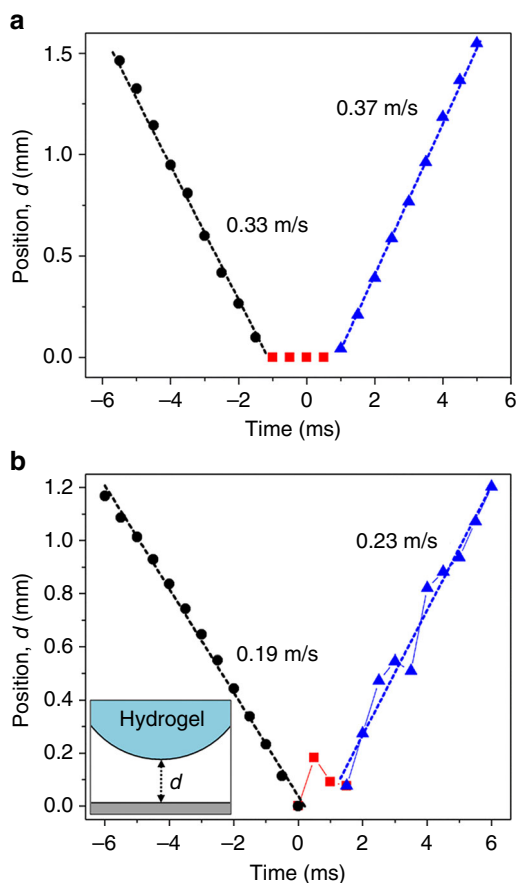 a
1.5
1.0
0.5
0.0
Position, d (mm)
0.33 m/s
0.37 m/s
−6 −4 −2 0 2 4 6
Time (ms)
b
1.2
1.0
0.8
0.6
0.4
0.2
0.0
Position, d (mm)
0.19 m/s
0.23 m/s
Hydrogel
d
−6 −4 −2 0 2 4 6
Time (ms)